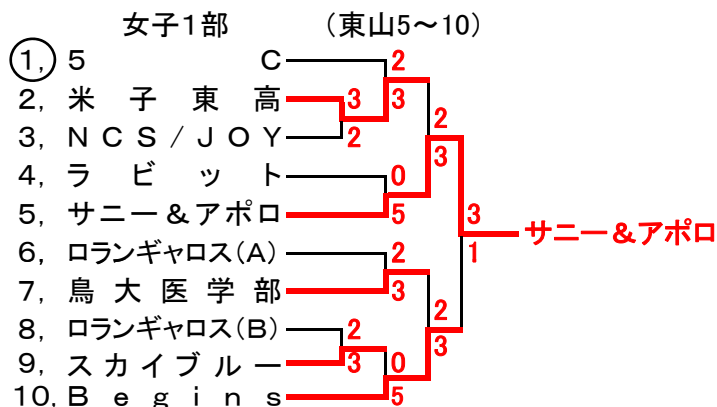 女子1部 (東山5～10)
1, 5 C 2
2, 米子東高 3 3
3, NCS/JOY 2 2
4, ラビット 0 3
5, サニー&アポロ 5 3
サニー&アポロ
6, ロランギャロス(A) 2 1
7, 鳥大医学部 3
8, ロランギャロス(B) 2 2
9, スカイブルー 3 0 3
10, Begins 5